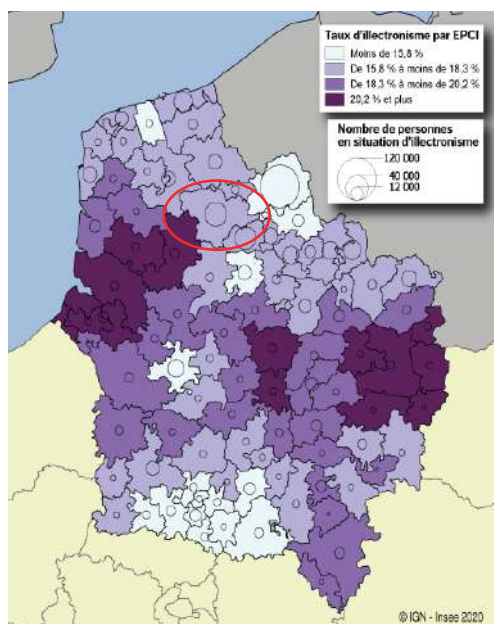 Taux d'illectronisme par EPCI
Moins de 15,8 %
De 15,8 % à moins de 18,3 %
De 18,3 % à moins de 20,2 %
20,2 % et plus
Nombre de personnes
en situation d'illectronisme
120 000
40 000
12 000
© IGN - Insee 2020